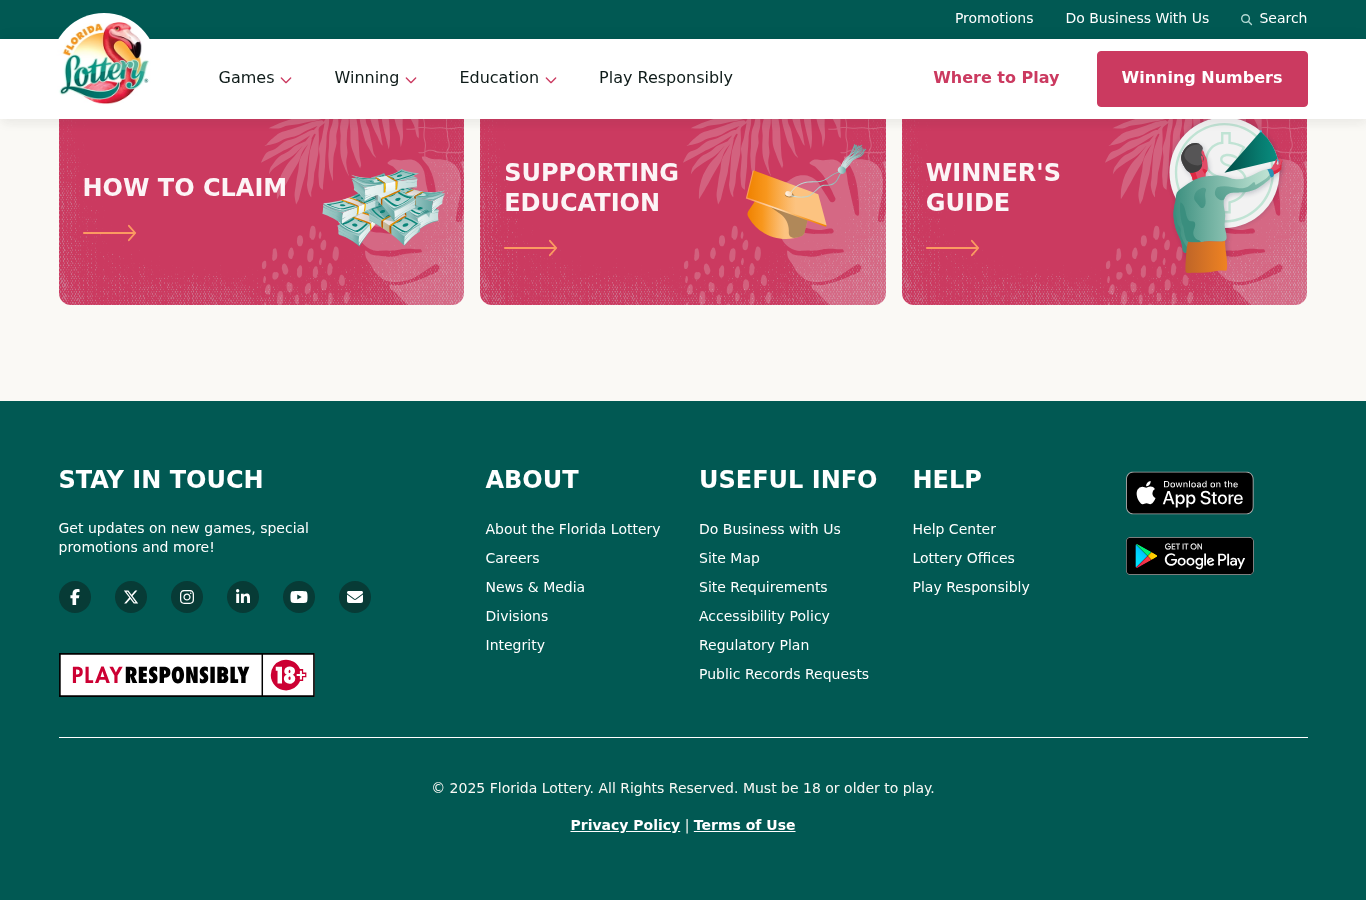 Promotions
Do Business With Us
Search
FLORIDA
Lottery
Games
Winning
Education
Play Responsibly
Where to Play
Winning Numbers
HOW TO CLAIM
SUPPORTING
EDUCATION
WINNER'S
GUIDE
STAY IN TOUCH
Get updates on new games, special
promotions and more!
PLAYRESPONSIBLY 18+
ABOUT
About the Florida Lottery
Careers
News & Media
Divisions
Integrity
USEFUL INFO
Do Business with Us
Site Map
Site Requirements
Accessibility Policy
Regulatory Plan
Public Records Requests
HELP
Help Center
Lottery Offices
Play Responsibly
Download on the
App Store
GET IT ON
Google Play
© 2025 Florida Lottery. All Rights Reserved. Must be 18 or older to play.
Privacy Policy | Terms of Use